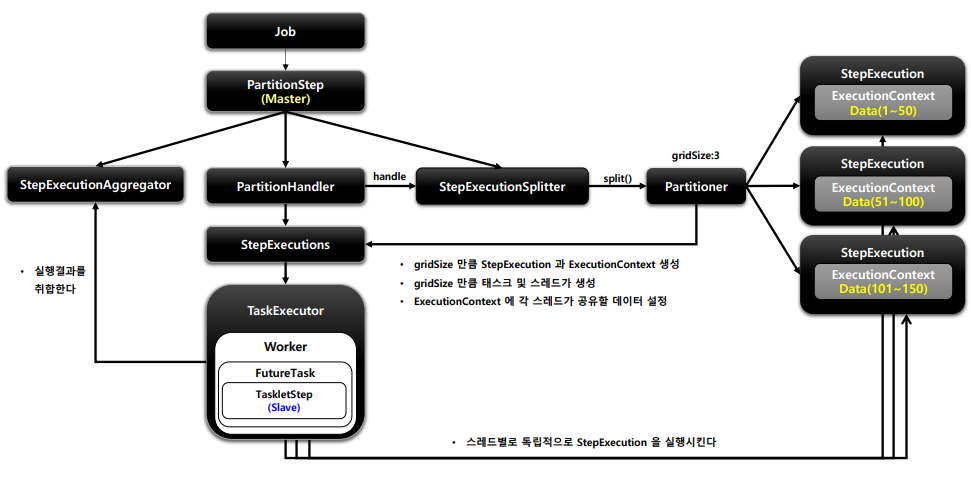 Job
PartitionStep
(Master)
StepExecutionAggregator
PartitionHandler
handle
StepExecutionSplitter
split()
gridSize:3
Partitioner
StepExecution
ExecutionContext
Data(1~50)
StepExecution
ExecutionContext
Data(51~100)
StepExecution
ExecutionContext
Data(101~150)
StepExecutions
• gridSize 만큼 StepExecution 과 ExecutionContext 생성
• gridSize 만큼 태스크 및 스레드가 생성
• ExecutionContext 에 각 스레드가 공유할 데이터 설정
• 실행결과를
취합한다
TaskExecutor
Worker
FutureTask
TaskletStep
(Slave)
• 스레드별로 독립적으로 StepExecution 을 실행시킨다